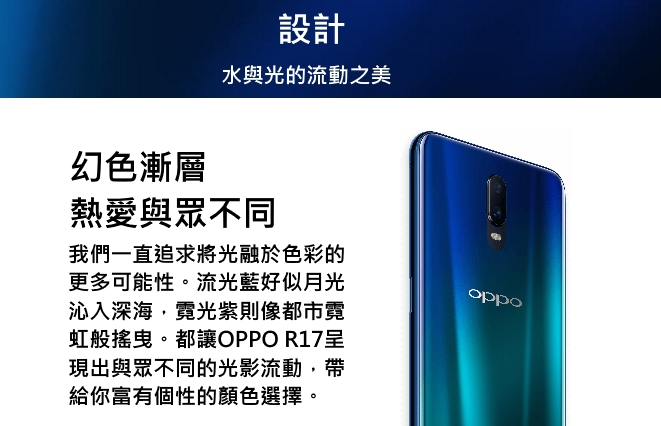 設計
水與光的流動之美
幻色漸層
熱愛與眾不同
我們一直追求將光融於色彩的
更多可能性。流光藍好似月光
沁入深海，霓光紫則像都市霓
虹般搖曳。都讓OPPO R17呈
現出與眾不同的光影流動，帶
給你富有個性的顏色選擇。
oppo